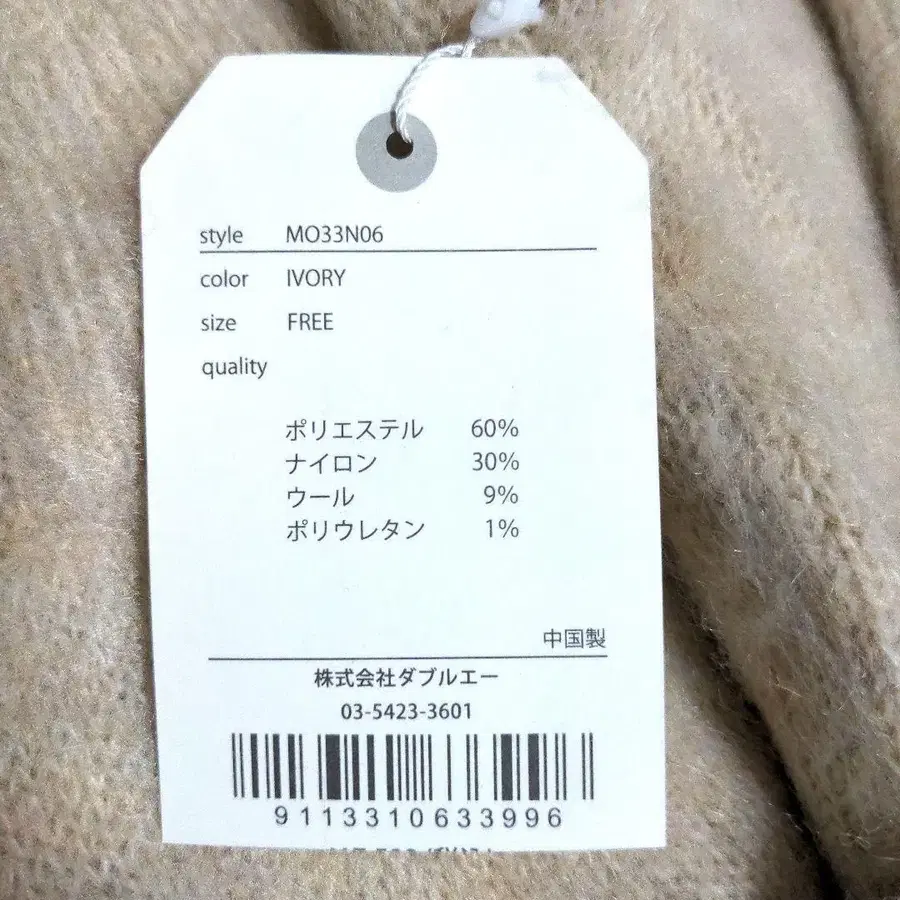 style MO33N06
color IVORY
size FREE
quality
ポリエステル 60%
ナイロン 30%
ウール 9%
ポリウレタン 1%
中国製
株式会社ダブルエー
03-5423-3601
9113310633996